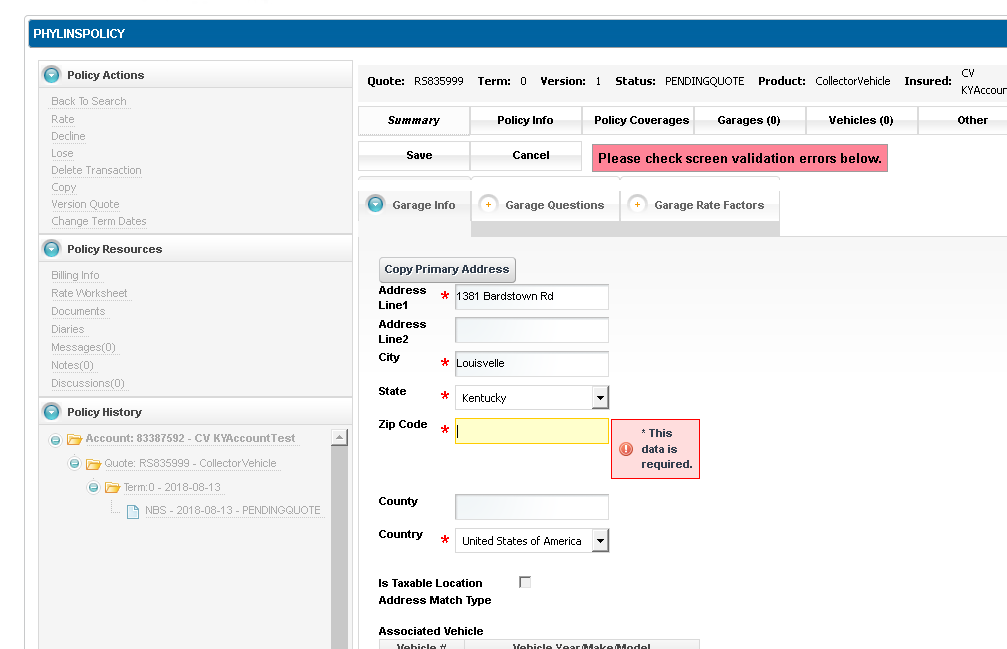 PHYLINSPOLICY
Policy Actions
Back To Search
Rate
Decline
Lose
Delete Transaction
Copy
Version Quote
Change Term Dates
Policy Resources
Billing Info
Rate Worksheet
Documents
Diaries
Messages(0)
Notes(0)
Discussions(0)
Policy History
Account: 83387592 - CV KYAccountTest
Quote: RS835999 - CollectorVehicle
Term:0 - 2018-08-13
NBS - 2018-08-13 - PENDINGQUOTE
Quote: RS835999 Term: 0 Version: 1 Status: PENDINGQUOTE Product: CollectorVehicle Insured: CV
KYAccoun
Summary Policy Info Policy Coverages Garages (0) Vehicles (0) Other
Save Cancel Please check screen validation errors below.
Garage Info Garage Questions Garage Rate Factors
Copy Primary Address
Address
Line1 * 1381 Bardstown Rd
Address
Line2
City * Louisvelle
State * Kentucky
Zip Code * * This
data is
required.
County
Country * United States of America
Is Taxable Location
Address Match Type
Associated Vehicle
Vehicle # Vehicle Year/Make/Model